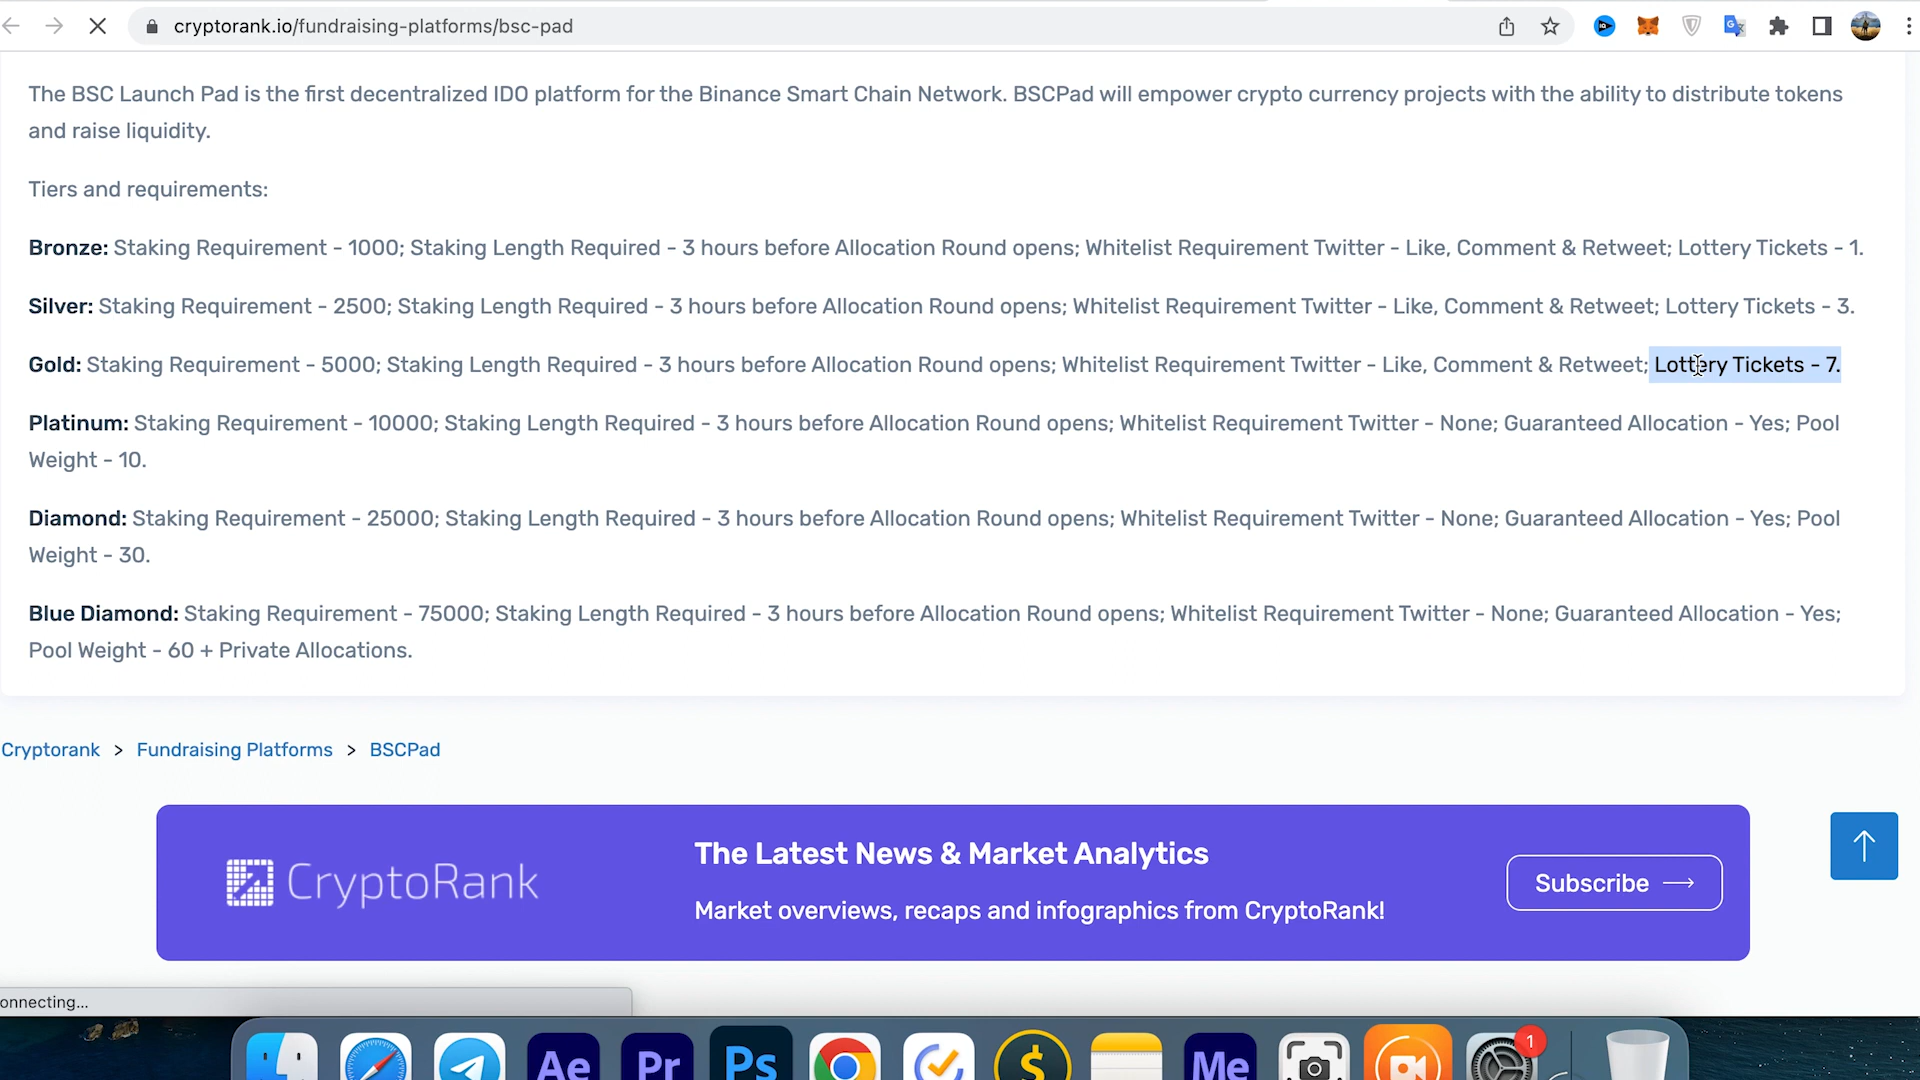 cryptorank.io/fundraising-platforms/bsc-pad
The BSC Launch Pad is the first decentralized IDO platform for the Binance Smart Chain Network. BSCPad will empower crypto currency projects with the ability to distribute tokens
and raise liquidity.
Tiers and requirements:
Bronze: Staking Requirement - 1000; Staking Length Required - 3 hours before Allocation Round opens; Whitelist Requirement Twitter - Like, Comment & Retweet; Lottery Tickets - 1.
Silver: Staking Requirement - 2500; Staking Length Required - 3 hours before Allocation Round opens; Whitelist Requirement Twitter - Like, Comment & Retweet; Lottery Tickets - 3.
Gold: Staking Requirement - 5000; Staking Length Required - 3 hours before Allocation Round opens; Whitelist Requirement Twitter - Like, Comment & Retweet; Lottery Tickets - 7.
Platinum: Staking Requirement - 10000; Staking Length Required - 3 hours before Allocation Round opens; Whitelist Requirement Twitter - None; Guaranteed Allocation - Yes; Pool
Weight - 10.
Diamond: Staking Requirement - 25000; Staking Length Required - 3 hours before Allocation Round opens; Whitelist Requirement Twitter - None; Guaranteed Allocation - Yes; Pool
Weight - 30.
Blue Diamond: Staking Requirement - 75000; Staking Length Required - 3 hours before Allocation Round opens; Whitelist Requirement Twitter - None; Guaranteed Allocation - Yes;
Pool Weight - 60 + Private Allocations.
Cryptorank > Fundraising Platforms > BSCPad
The Latest News & Market Analytics
CryptoRank
Subscribe
Market overviews, recaps and infographics from CryptoRank!
onnecting...
1
Ae Pr Ps $ Me